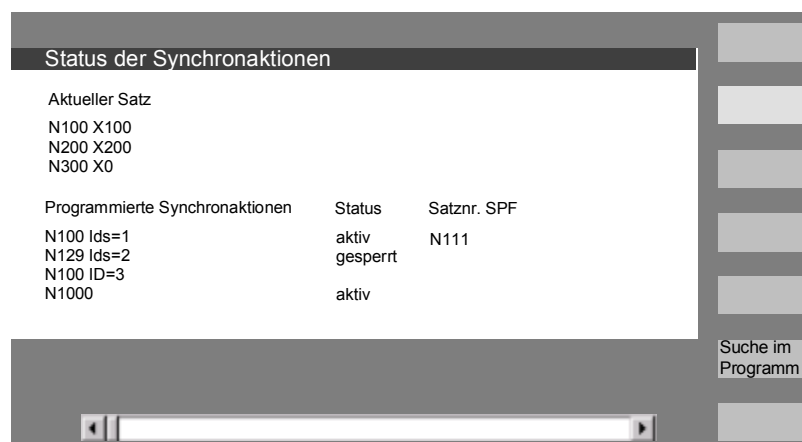 Status der Synchronaktionen
Aktueller Satz
N100 X100
N200 X200
N300 X0
Programmierte Synchronaktionen Status Satznr. SPF
N100 Ids=1 aktiv N111
N129 Ids=2 gesperrt
N100 ID=3
N1000 aktiv
Suche im
Programm